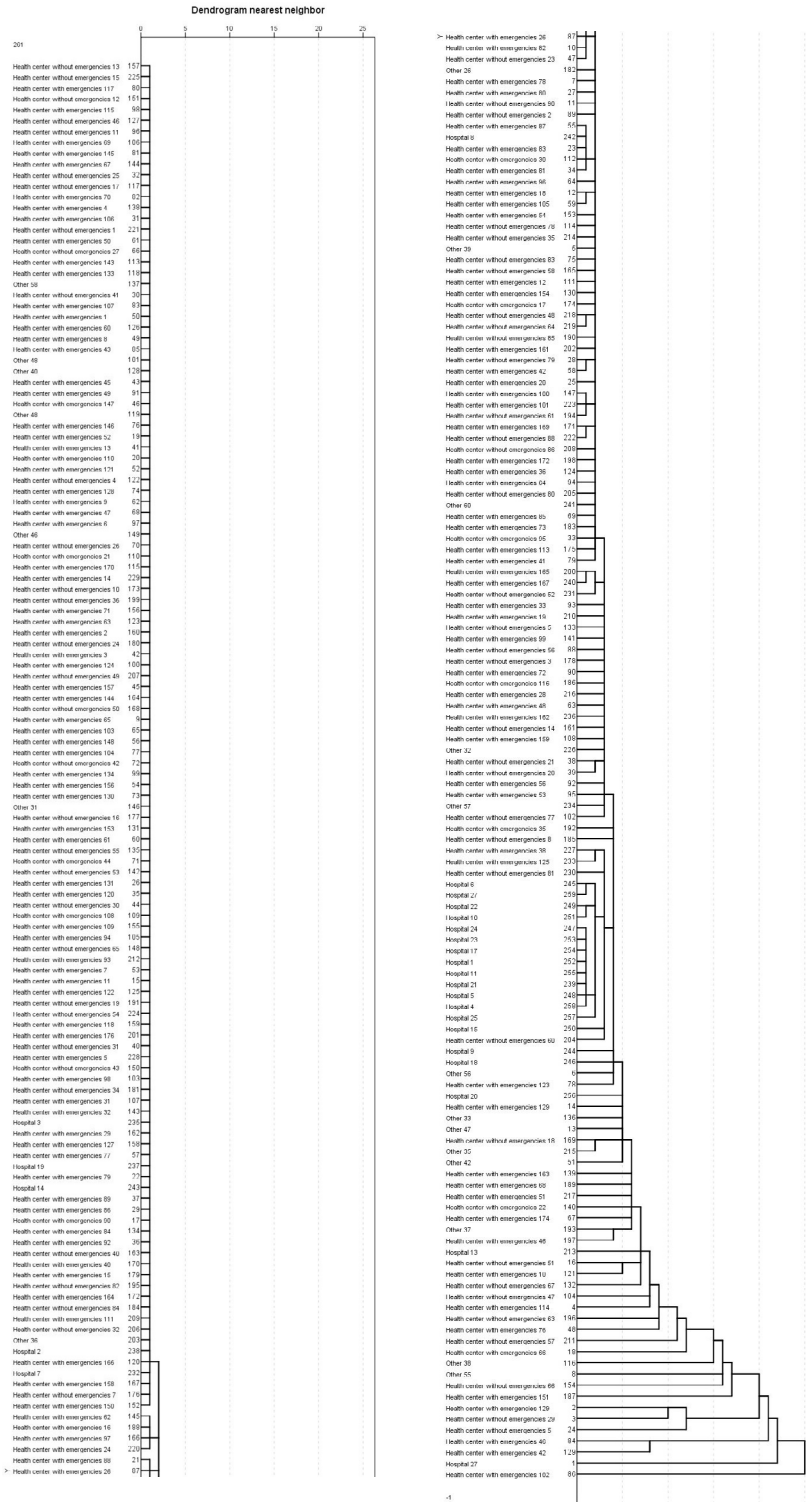 Dendrogram nearest neighbor
0 5 10 15 20 25
261
Health center without emergencies 13 157
Health center with emergencies 15 225
Health center with emergencies 117 80
Health center without emergencies 12 151
Health center with emergencies 115 98
Health center without emergencies 46 127
Health center without emergencies 11 96
Health center with emergencies 69 106
Health center with emergencies 145 81
Health center with emergencies 67 144
Health center without emergencies 25 32
Health center without emergencies 17 117
Health center with emergencies 70 82
Health center with emergencies 4 138
Health center with emergencies 106 31
Health center without emergencies 1 221
Health center with emergencies 50 61
Health center without emergencies 27 66
Health center with emergencies 143 113
Health center with emergencies 133 118
Other 58 137
Health center without emergencies 41 30
Health center with emergencies 107 83
Health center with emergencies 1 50
Health center with emergencies 60 126
Health center with emergencies 8 49
Health center with emergencies 43 85
Other 48 101
Other 40 128
Health center with emergencies 45 43
Health center with emergencies 49 91
Health center with emergencies 147 46
Other 48 119
Health center with emergencies 146 76
Health center with emergencies 52 19
Health center with emergencies 13 41
Health center with emergencies 110 20
Health center with emergencies 121 52
Health center without emergencies 4 122
Health center with emergencies 128 74
Health center with emergencies 9 62
Health center with emergencies 47 68
Health center with emergencies 6 97
Other 46 149
Health center without emergencies 26 70
Health center with emergencies 21 110
Health center with emergencies 170 115
Health center with emergencies 14 229
Health center without emergencies 10 173
Health center without emergencies 36 199
Health center with emergencies 71 156
Health center with emergencies 63 123
Health center with emergencies 2 160
Health center without emergencies 24 180
Health center with emergencies 3 42
Health center with emergencies 124 100
Health center without emergencies 49 207
Health center with emergencies 157 45
Health center with emergencies 144 164
Health center without emergencies 50 168
Health center with emergencies 65 9
Health center with emergencies 103 65
Health center with emergencies 148 56
Health center with emergencies 104 77
Health center without emergencies 42 72
Health center with emergencies 134 99
Health center with emergencies 156 54
Health center with emergencies 130 73
Other 31 146
Health center without emergencies 16 177
Health center with emergencies 153 131
Health center with emergencies 61 60
Health center without emergencies 55 135
Health center with emergencies 44 71
Health center without emergencies 53 142
Health center with emergencies 131 26
Health center with emergencies 120 35
Health center without emergencies 30 44
Health center with emergencies 108 109
Health center with emergencies 109 155
Health center with emergencies 94 105
Health center without emergencies 65 148
Health center with emergencies 93 212
Health center with emergencies 7 53
Health center with emergencies 11 15
Health center with emergencies 122 125
Health center without emergencies 19 191
Health center without emergencies 54 224
Health center with emergencies 118 159
Health center with emergencies 176 201
Health center without emergencies 31 40
Health center with emergencies 5 228
Health center without emergencies 43 150
Health center with emergencies 98 103
Health center without emergencies 34 181
Health center with emergencies 31 107
Health center with emergencies 32 143
Hospital 3 235
Health center with emergencies 29 162
Health center with emergencies 127 158
Health center with emergencies 77 57
Hospital 19 237
Health center with emergencies 79 22
Hospital 14 243
Health center with emergencies 89 37
Health center with emergencies 86 29
Health center with emergencies 90 17
Health center with emergencies 84 134
Health center with emergencies 92 36
Health center without emergencies 40 163
Health center with emergencies 40 170
Health center with emergencies 15 179
Health center without emergencies 82 195
Health center with emergencies 164 172
Health center without emergencies 84 184
Health center with emergencies 111 209
Health center without emergencies 32 206
Other 36 203
Hospital 2 238
Health center with emergencies 166 120
Hospital 7 232
Health center with emergencies 158 167
Health center without emergencies 7 176
Health center with emergencies 150 152
Health center with emergencies 62 145
Health center with emergencies 16 188
Health center with emergencies 97 166
Health center with emergencies 24 220
Health center with emergencies 88 21
Y Health center with emergencies 26 87
Y Health center with emergencies 26 87
Health center with emergencies 82 10
Health center without emergencies 23 47
Other 26 182
Health center with emergencies 78 7
Health center with emergencies 80 27
Health center without emergencies 90 11
Health center without emergencies 2 89
Health center with emergencies 87 55
Hospital 8 242
Health center with emergencies 83 23
Health center with emergencies 30 112
Health center with emergencies 81 34
Health center with emergencies 96 64
Health center with emergencies 18 12
Health center with emergencies 105 59
Health center with emergencies 54 153
Health center without emergencies 78 114
Health center without emergencies 35 214
Other 39 5
Health center without emergencies 83 75
Health center without emergencies 58 165
Health center with emergencies 12 111
Health center with emergencies 154 130
Health center with emergencies 17 174
Health center without emergencies 48 218
Health center without emergencies 64 219
Health center without emergencies 85 190
Health center with emergencies 161 202
Health center without emergencies 79 28
Health center with emergencies 42 58
Health center with emergencies 20 25
Health center with emergencies 100 147
Health center with emergencies 101 223
Health center without emergencies 61 194
Health center with emergencies 169 171
Health center without emergencies 88 222
Health center without emergencies 86 208
Health center with emergencies 172 198
Health center with emergencies 36 124
Health center with emergencies 64 94
Health center without emergencies 80 205
Other 60 241
Health center with emergencies 85 69
Health center with emergencies 73 183
Health center with emergencies 95 33
Health center with emergencies 113 175
Health center with emergencies 41 79
Health center with emergencies 165 200
Health center with emergencies 167 240
Health center without emergencies 52 231
Health center with emergencies 33 93
Health center with emergencies 19 210
Health center without emergencies 5 133
Health center with emergencies 99 141
Health center without emergencies 56 88
Health center without emergencies 3 178
Health center with emergencies 72 90
Health center with emergencies 116 186
Health center with emergencies 28 216
Health center with emergencies 48 63
Health center with emergencies 162 236
Health center without emergencies 14 161
Health center with emergencies 159 108
Other 32 226
Health center without emergencies 21 38
Health center without emergencies 20 39
Health center with emergencies 56 92
Health center with emergencies 53 95
Other 57 234
Health center without emergencies 77 102
Health center with emergencies 35 192
Health center without emergencies 8 185
Health center with emergencies 38 227
Health center with emergencies 125 233
Health center without emergencies 81 230
Hospital 6 245
Hospital 27 259
Hospital 22 249
Hospital 10 251
Hospital 24 247
Hospital 23 253
Hospital 17 254
Hospital 1 252
Hospital 11 255
Hospital 21 239
Hospital 5 248
Hospital 4 258
Hospital 25 257
Hospital 15 250
Health center without emergencies 60 204
Hospital 9 244
Hospital 18 246
Other 56 6
Health center with emergencies 123 78
Hospital 20 256
Health center with emergencies 129 14
Other 33 136
Other 47 13
Health center without emergencies 18 169
Other 35 215
Other 42 51
Health center with emergencies 163 139
Health center with emergencies 68 189
Health center with emergencies 51 217
Health center with emergencies 22 140
Health center with emergencies 174 67
Other 37 193
Health center with emergencies 46 197
Hospital 13 213
Health center without emergencies 51 16
Health center with emergencies 10 121
Health center with emergencies 67 132
Health center without emergencies 47 104
Health center with emergencies 114 4
Health center without emergencies 63 196
Health center with emergencies 76 48
Health center without emergencies 57 211
Health center with emergencies 66 18
Other 38 116
Other 55 8
Health center without emergencies 66 154
Health center with emergencies 151 187
Health center with emergencies 129 2
Health center without emergencies 29 3
Health center without emergencies 5 24
Health center with emergencies 40 84
Health center with emergencies 42 129
Hospital 27 1
Health center with emergencies 102 86
-1